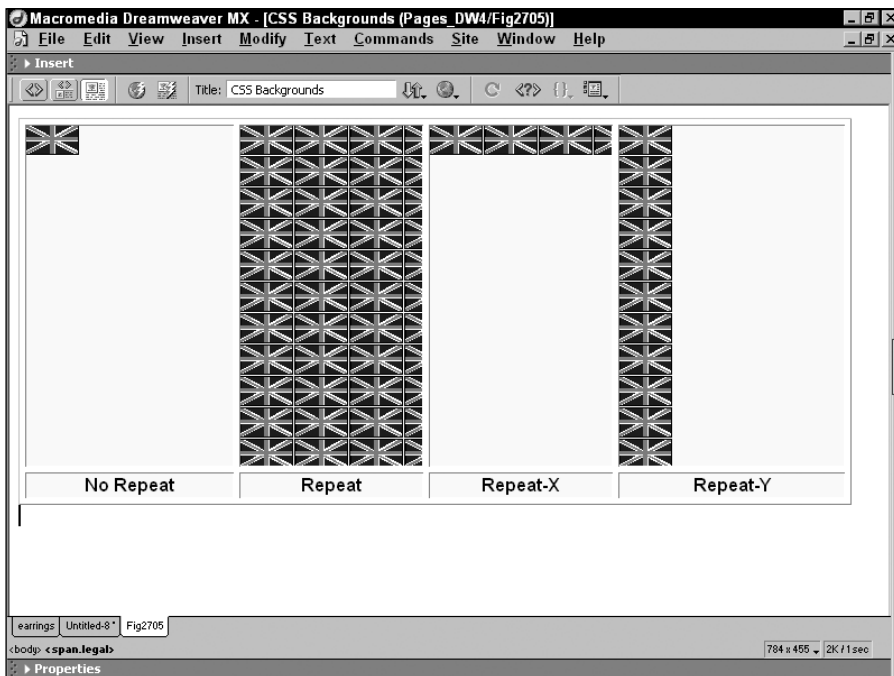 Macromedia Dreamweaver MX - [CSS Backgrounds (Pages_DW4/Fig2705)]
File Edit View Insert Modify Text Commands Site Window Help
Insert
Title: CSS Backgrounds
No Repeat Repeat Repeat-X Repeat-Y
earrings Untitled-8* Fig2705
<body> <span.legal> 784 x 455 2K / 1 sec
Properties